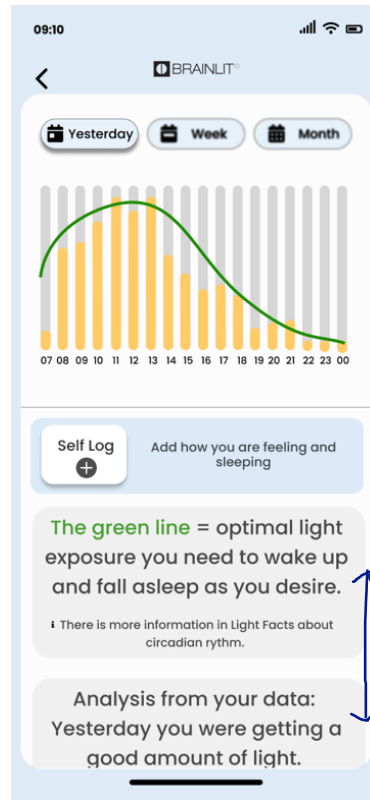 09:10
BRAINLIT®
Yesterday Week Month
07 08 09 10 11 12 13 14 15 16 17 18 19 20 21 22 23 00
Self Log
Add how you are feeling and
sleeping
The green line = optimal light
exposure you need to wake up
and fall asleep as you desire.
i There is more information in Light Facts about
circadian rythm.
Analysis from your data:
Yesterday you were getting a
good amount of light.